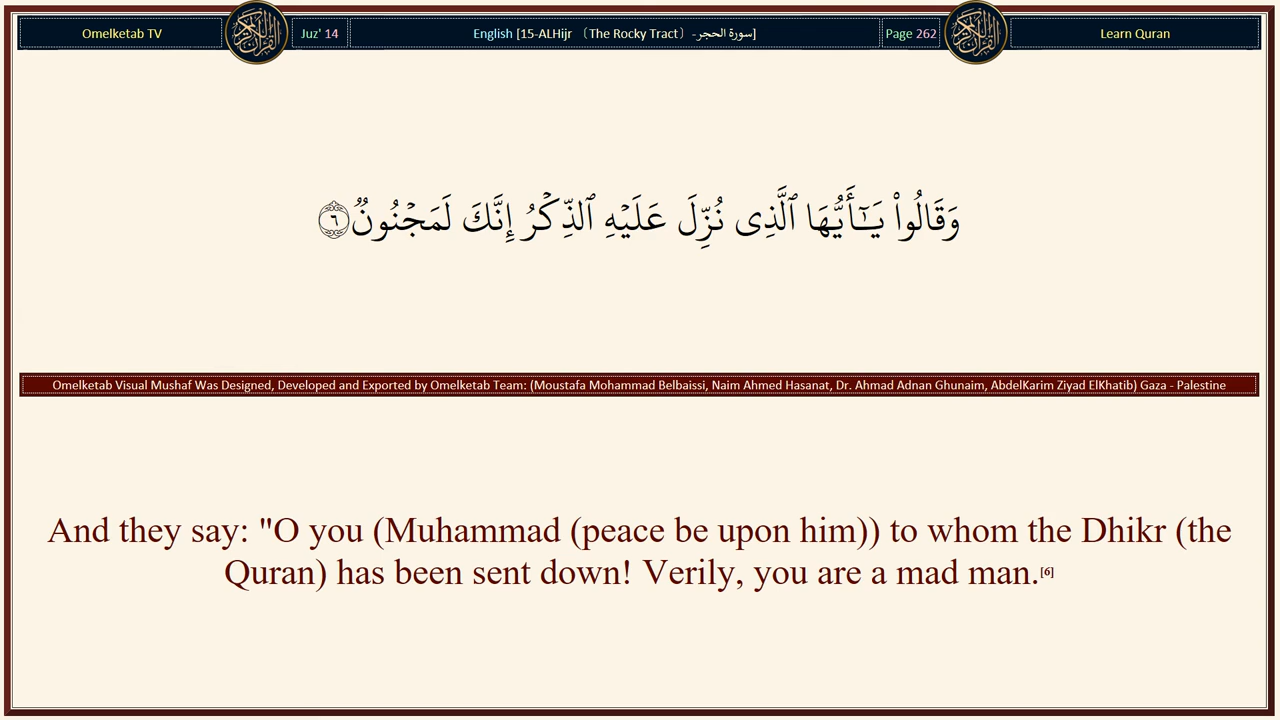 Omelketab TV
Juz' 14
English [15-ALHijr （The Rocky Tract）-سورة الحجر]
Page 262
Learn Quran
وَقَالُوا۟ يَـٰٓأَيُّهَا ٱلَّذِى نُزِّلَ عَلَيْهِ ٱلذِّكْرُ إِنَّكَ لَمَجْنُونٌۭ ٦
Omelketab Visual Mushaf Was Designed, Developed and Exported by Omelketab Team: (Moustafa Mohammad Belbaissi, Naim Ahmed Hasanat, Dr. Ahmad Adnan Ghunaim, AbdelKarim Ziyad ElKhatib) Gaza - Palestine
And they say: "O you (Muhammad (peace be upon him)) to whom the Dhikr (the
Quran) has been sent down! Verily, you are a mad man.[6]